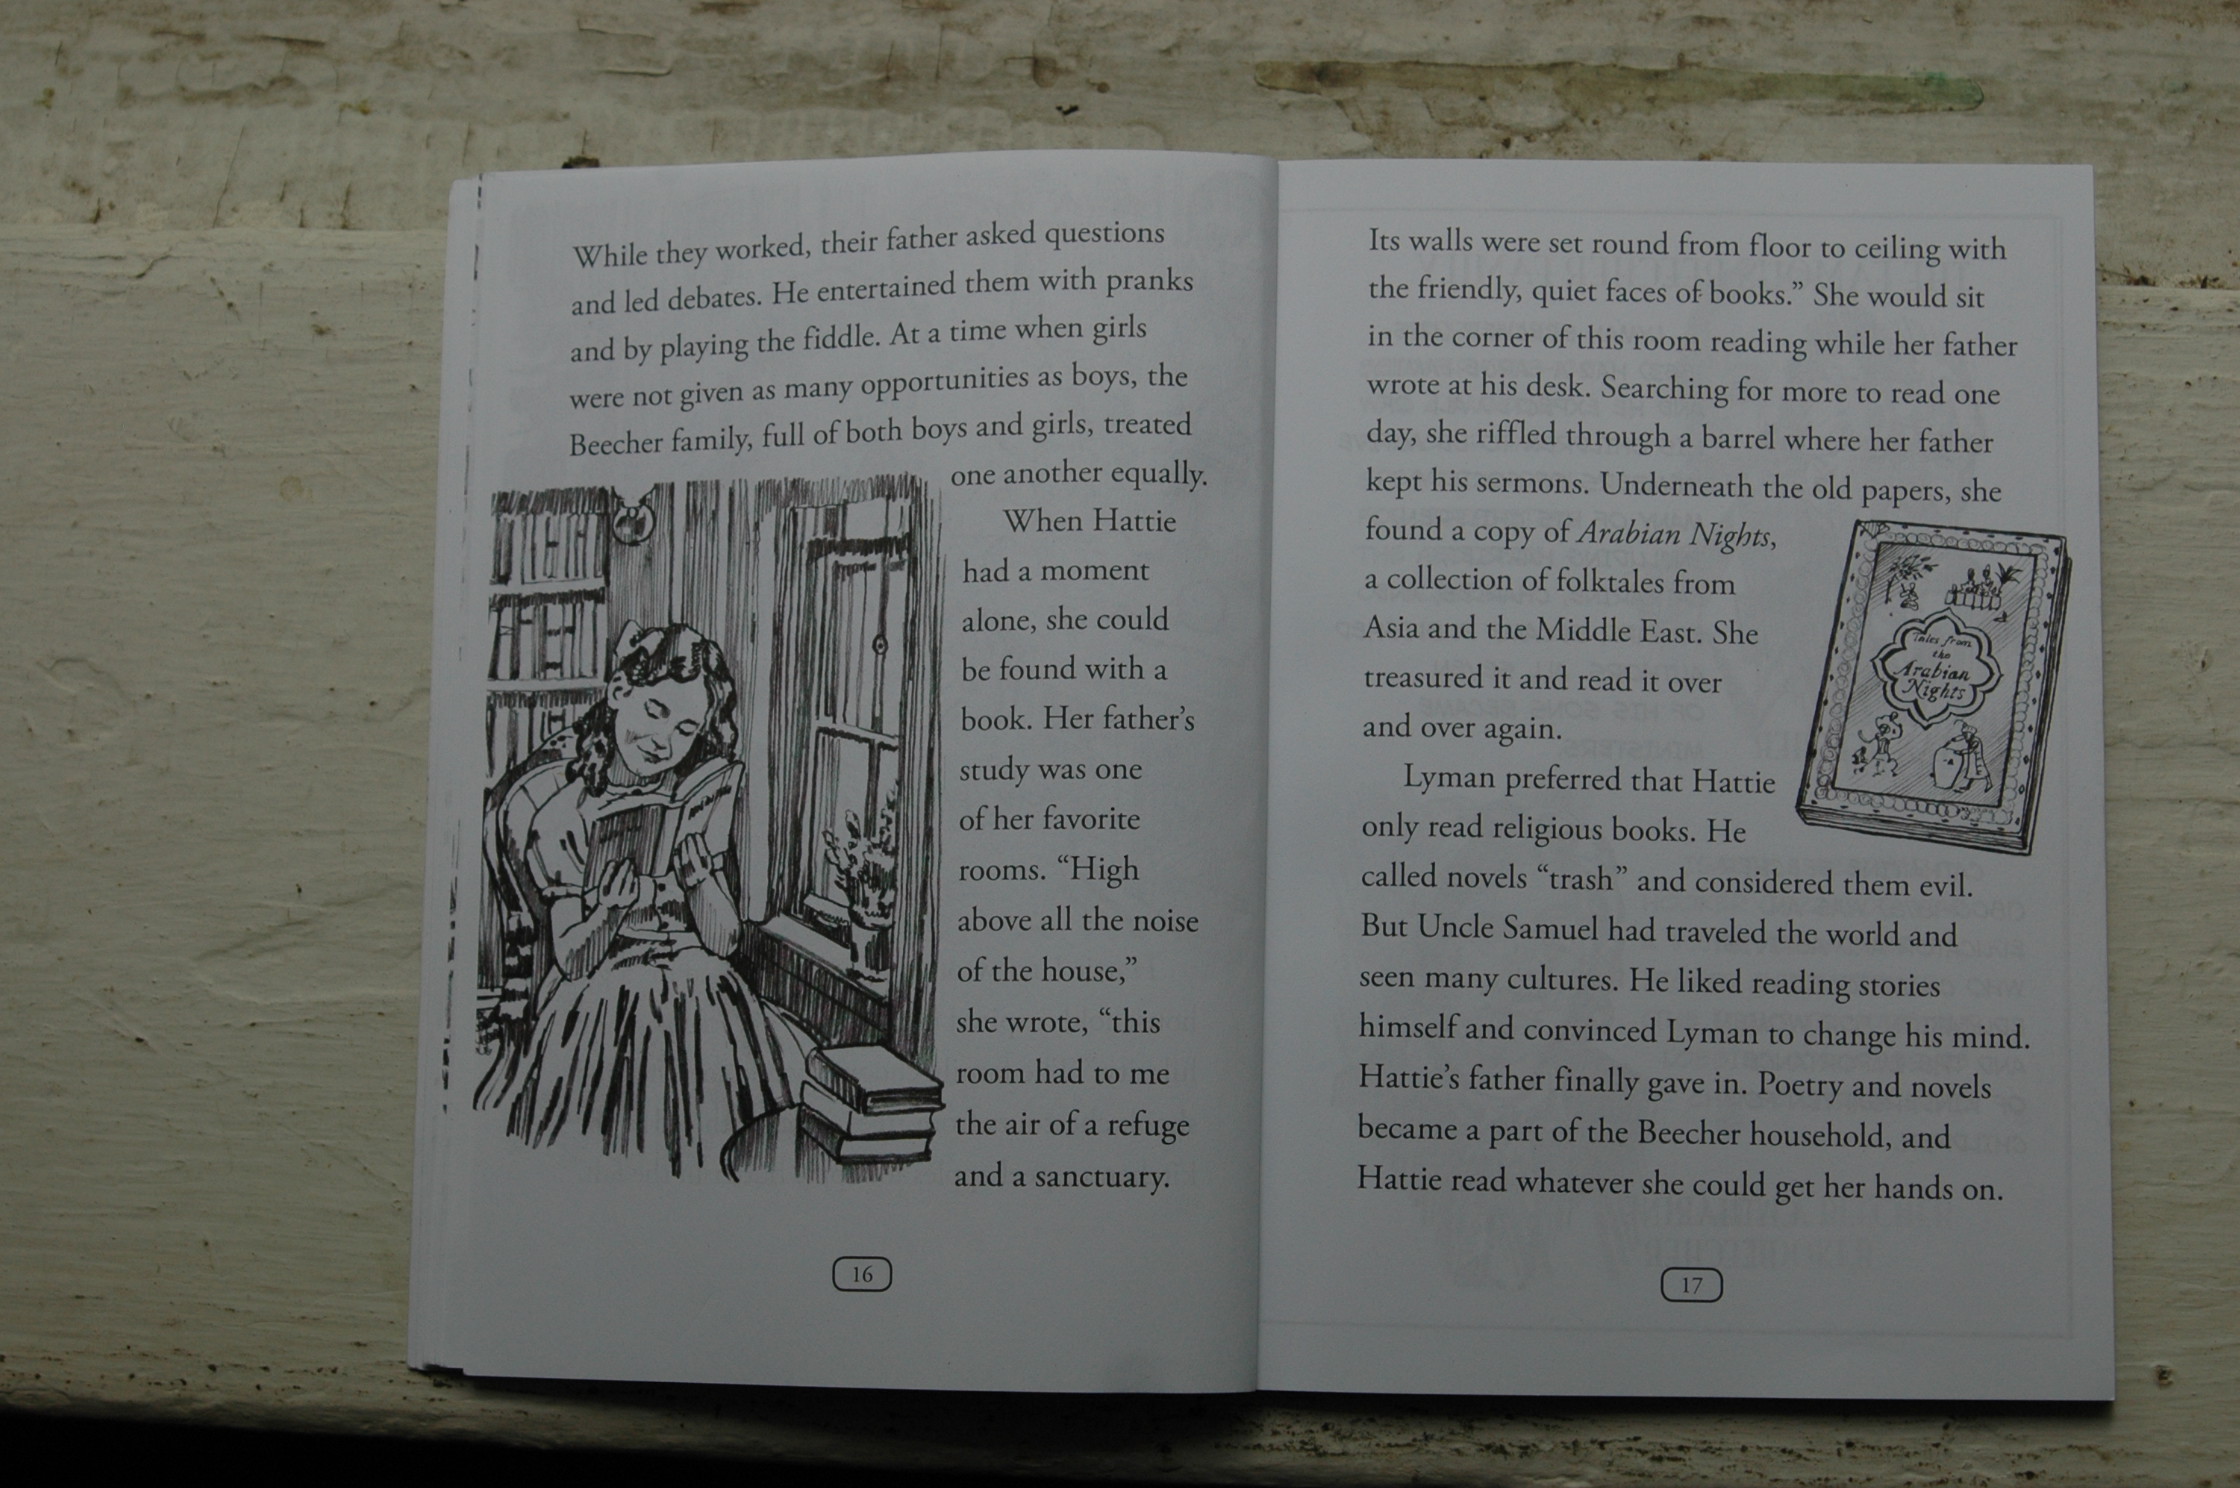 While they worked, their father asked questions
and led debates. He entertained them with pranks
and by playing the fiddle. At a time when girls
were not given as many opportunities as boys, the
Beecher family, full of both boys and girls, treated
one another equally.
When Hattie
had a moment
alone, she could
be found with a
book. Her father’s
study was one
of her favorite
rooms. “High
above all the noise
of the house,”
she wrote, “this
room had to me
the air of a refuge
and a sanctuary.
16
Its walls were set round from floor to ceiling with
the friendly, quiet faces of books.” She would sit
in the corner of this room reading while her father
wrote at his desk. Searching for more to read one
day, she riffled through a barrel where her father
kept his sermons. Underneath the old papers, she
found a copy of Arabian Nights,
a collection of folktales from
Asia and the Middle East. She
treasured it and read it over
and over again.
Tales from
the
Arabian
Nights
Lyman preferred that Hattie
only read religious books. He
called novels “trash” and considered them evil.
But Uncle Samuel had traveled the world and
seen many cultures. He liked reading stories
himself and convinced Lyman to change his mind.
Hattie’s father finally gave in. Poetry and novels
became a part of the Beecher household, and
Hattie read whatever she could get her hands on.
17